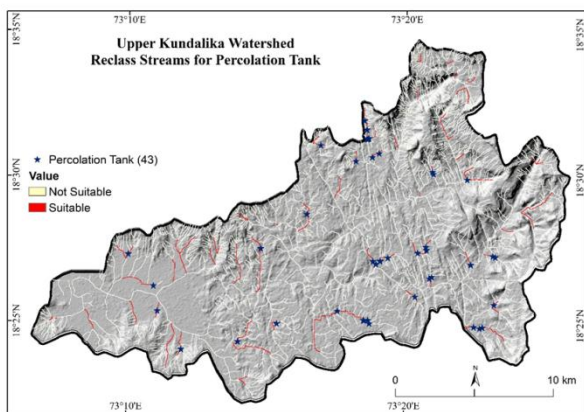 73°10'E
73°20'E
18°35'N
18°35'N
Upper Kundalika Watershed
Reclass Streams for Percolation Tank
Percolation Tank (43)
Value
Not Suitable
Suitable
18°30'N
18°30'N
18°25'N
18°25'N
N
0
10 km
73°10'E
73°20'E